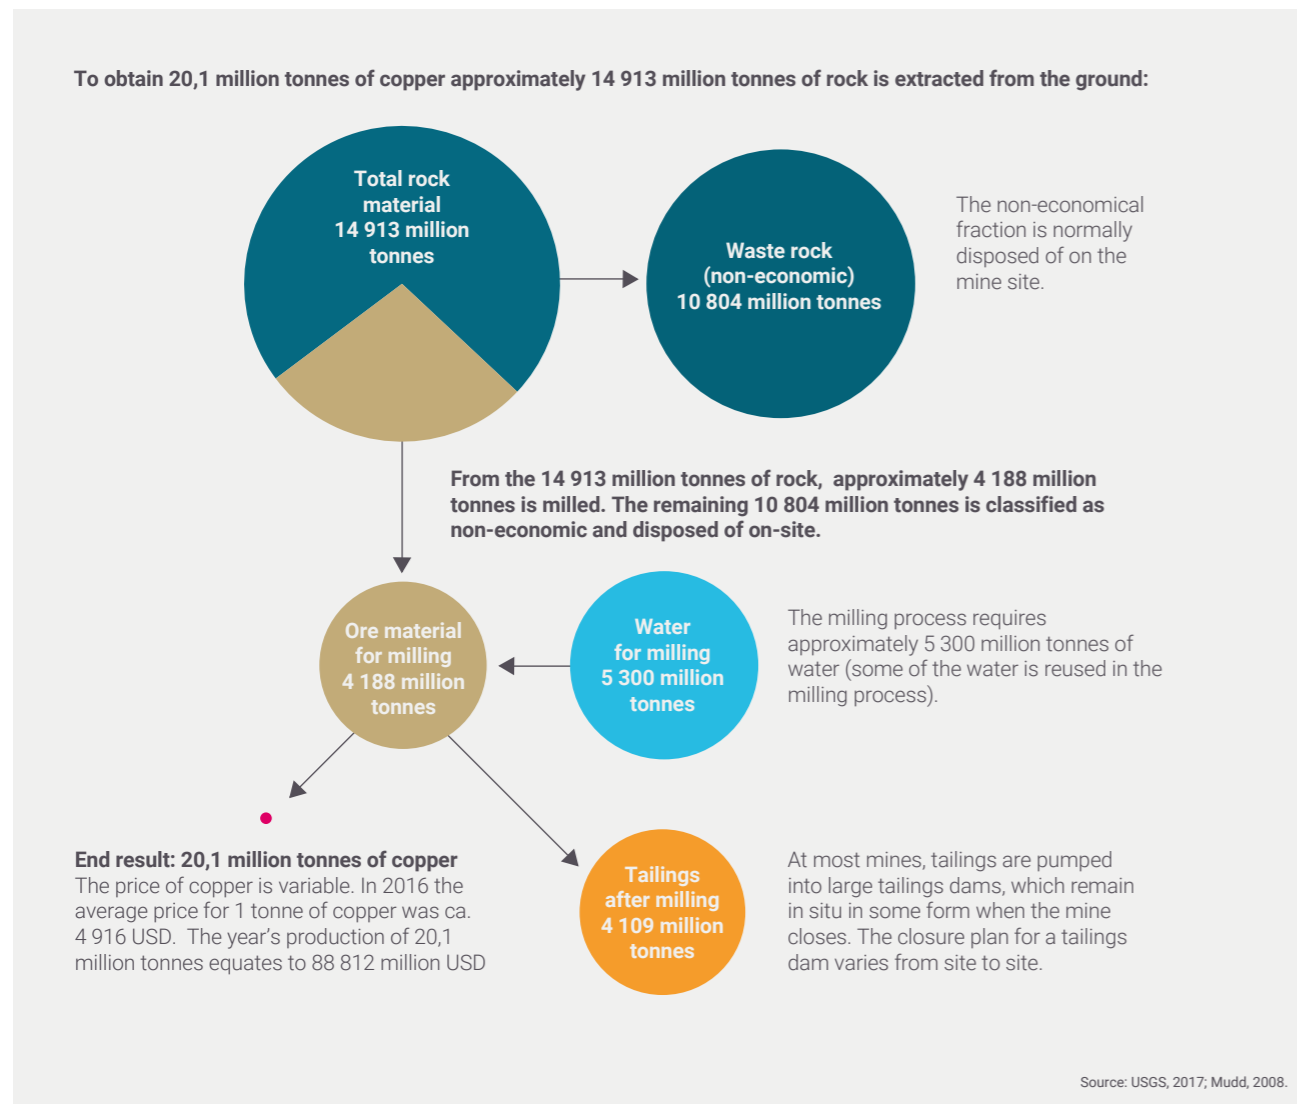 To obtain 20,1 million tonnes of copper approximately 14 913 million tonnes of rock is extracted from the ground:
Total rock
material
14 913 million
tonnes
Waste rock
(non-economic)
10 804 million tonnes
The non-economical
fraction is normally
disposed of on the
mine site.
From the 14 913 million tonnes of rock, approximately 4 188 million
tonnes is milled. The remaining 10 804 million tonnes is classified as
non-economic and disposed of on-site.
Ore material
for milling
4 188 million
tonnes
Water
for milling
5 300 million
tonnes
The milling process requires
approximately 5 300 million tonnes of
water (some of the water is reused in the
milling process).
End result: 20,1 million tonnes of copper
The price of copper is variable. In 2016 the
average price for 1 tonne of copper was ca.
4 916 USD. The year's production of 20,1
million tonnes equates to 88 812 million USD
Tailings
after milling
4 109 million
tonnes
At most mines, tailings are pumped
into large tailings dams, which remain
in situ in some form when the mine
closes. The closure plan for a tailings
dam varies from site to site.
Source: USGS, 2017; Mudd, 2008.